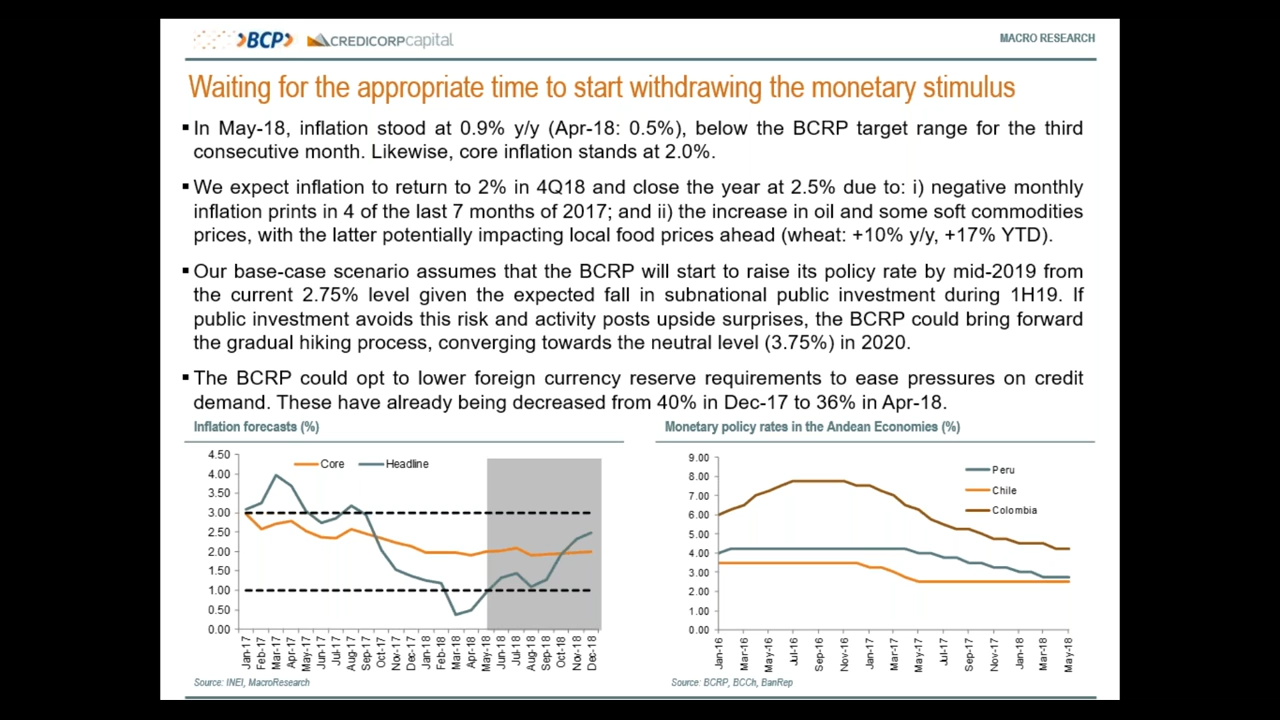 BCP
CREDICORPcapital
MACRO RESEARCH
Waiting for the appropriate time to start withdrawing the monetary stimulus
▪ In May-18, inflation stood at 0.9% y/y (Apr-18: 0.5%), below the BCRP target range for the third
consecutive month. Likewise, core inflation stands at 2.0%.
▪ We expect inflation to return to 2% in 4Q18 and close the year at 2.5% due to: i) negative monthly
inflation prints in 4 of the last 7 months of 2017; and ii) the increase in oil and some soft commodities
prices, with the latter potentially impacting local food prices ahead (wheat: +10% y/y, +17% YTD).
▪ Our base-case scenario assumes that the BCRP will start to raise its policy rate by mid-2019 from
the current 2.75% level given the expected fall in subnational public investment during 1H19. If
public investment avoids this risk and activity posts upside surprises, the BCRP could bring forward
the gradual hiking process, converging towards the neutral level (3.75%) in 2020.
▪ The BCRP could opt to lower foreign currency reserve requirements to ease pressures on credit
demand. These have already being decreased from 40% in Dec-17 to 36% in Apr-18.
Inflation forecasts (%)
4.50
4.00
3.50
3.00
2.50
2.00
1.50
1.00
0.50
0.00
Core
Headline
Jan-17
Feb-17
Mar-17
Apr-17
May-17
Jun-17
Jul-17
Aug-17
Sep-17
Oct-17
Nov-17
Dec-17
Jan-18
Feb-18
Mar-18
Apr-18
May-18
Jun-18
Jul-18
Aug-18
Sep-18
Oct-18
Nov-18
Dec-18
Source: INEI, MacroResearch
Monetary policy rates in the Andean Economies (%)
9.00
8.00
7.00
6.00
5.00
4.00
3.00
2.00
1.00
0.00
Peru
Chile
Colombia
Jan-16
Mar-16
May-16
Jul-16
Sep-16
Nov-16
Jan-17
Mar-17
May-17
Jul-17
Sep-17
Nov-17
Jan-18
Mar-18
May-18
Source: BCRP, BCCh, BanRep